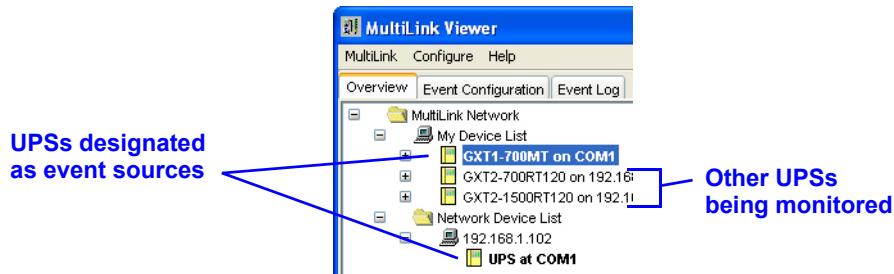 MultiLink Viewer
MultiLink Configure Help
Overview Event Configuration Event Log
MultiLink Network
My Device List
UPSs designated
as event sources
GXT1-700MT on COM1
GXT2-700RT120 on 192.168
GXT2-1500RT120 on 192.1
Other UPSs
being monitored
Network Device List
192.168.1.102
UPS at COM1